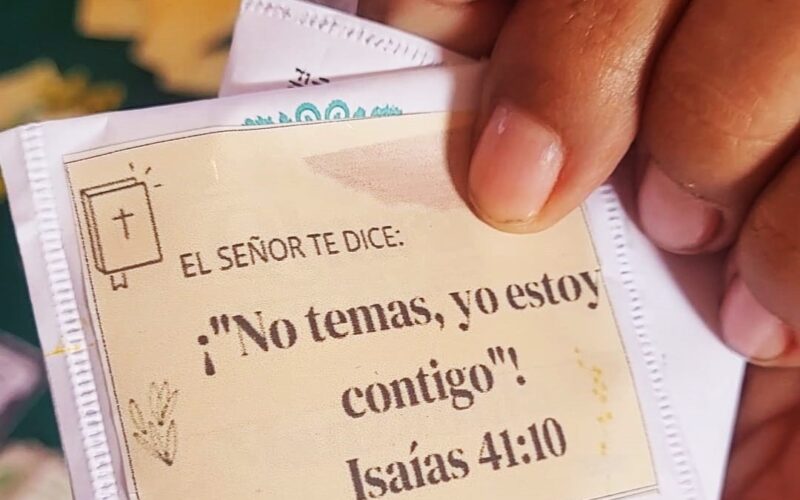 EL SEÑOR TE DICE:
¡"No temas, yo estoy
contigo"!
Isaías 41:10